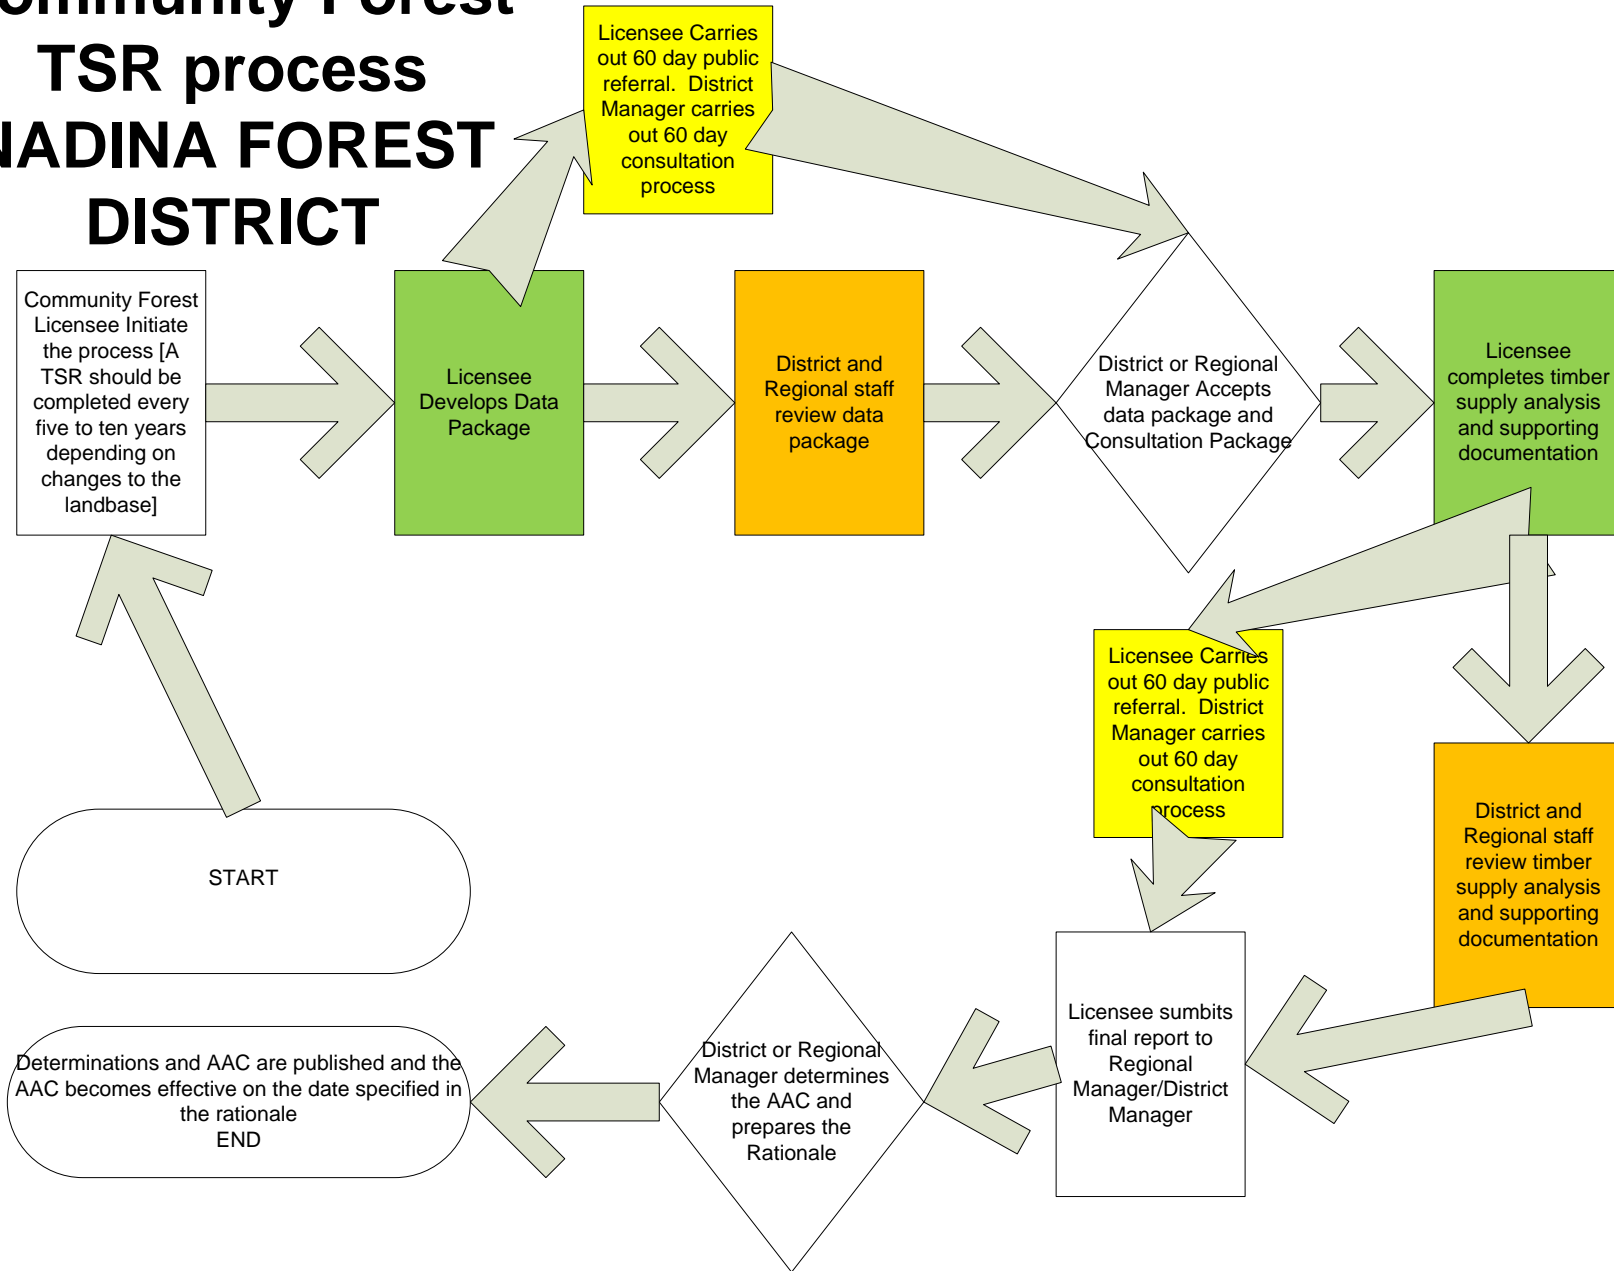 ommunity Forest
TSR process
NADINA FOREST
DISTRICT
Licensee Carries
out 60 day public
referral. District
Manager carries
out 60 day
consultation
process
Community Forest
Licensee Initiate
the process [A
TSR should be
completed every
five to ten years
depending on
changes to the
landbase]
Licensee
Develops Data
Package
District and
Regional staff
review data
package
District or Regional
Manager Accepts
data package and
Consultation Package
Licensee
completes timber
supply analysis
and supporting
documentation
Licensee Carries
out 60 day public
referral. District
Manager carries
out 60 day
consultation
process
District and
Regional staff
review timber
supply analysis
and supporting
documentation
START
Licensee sumbits
final report to
Regional
Manager/District
Manager
District or Regional
Manager determines
the AAC and
prepares the
Rationale
Determinations and AAC are published and the
AAC becomes effective on the date specified in
the rationale
END